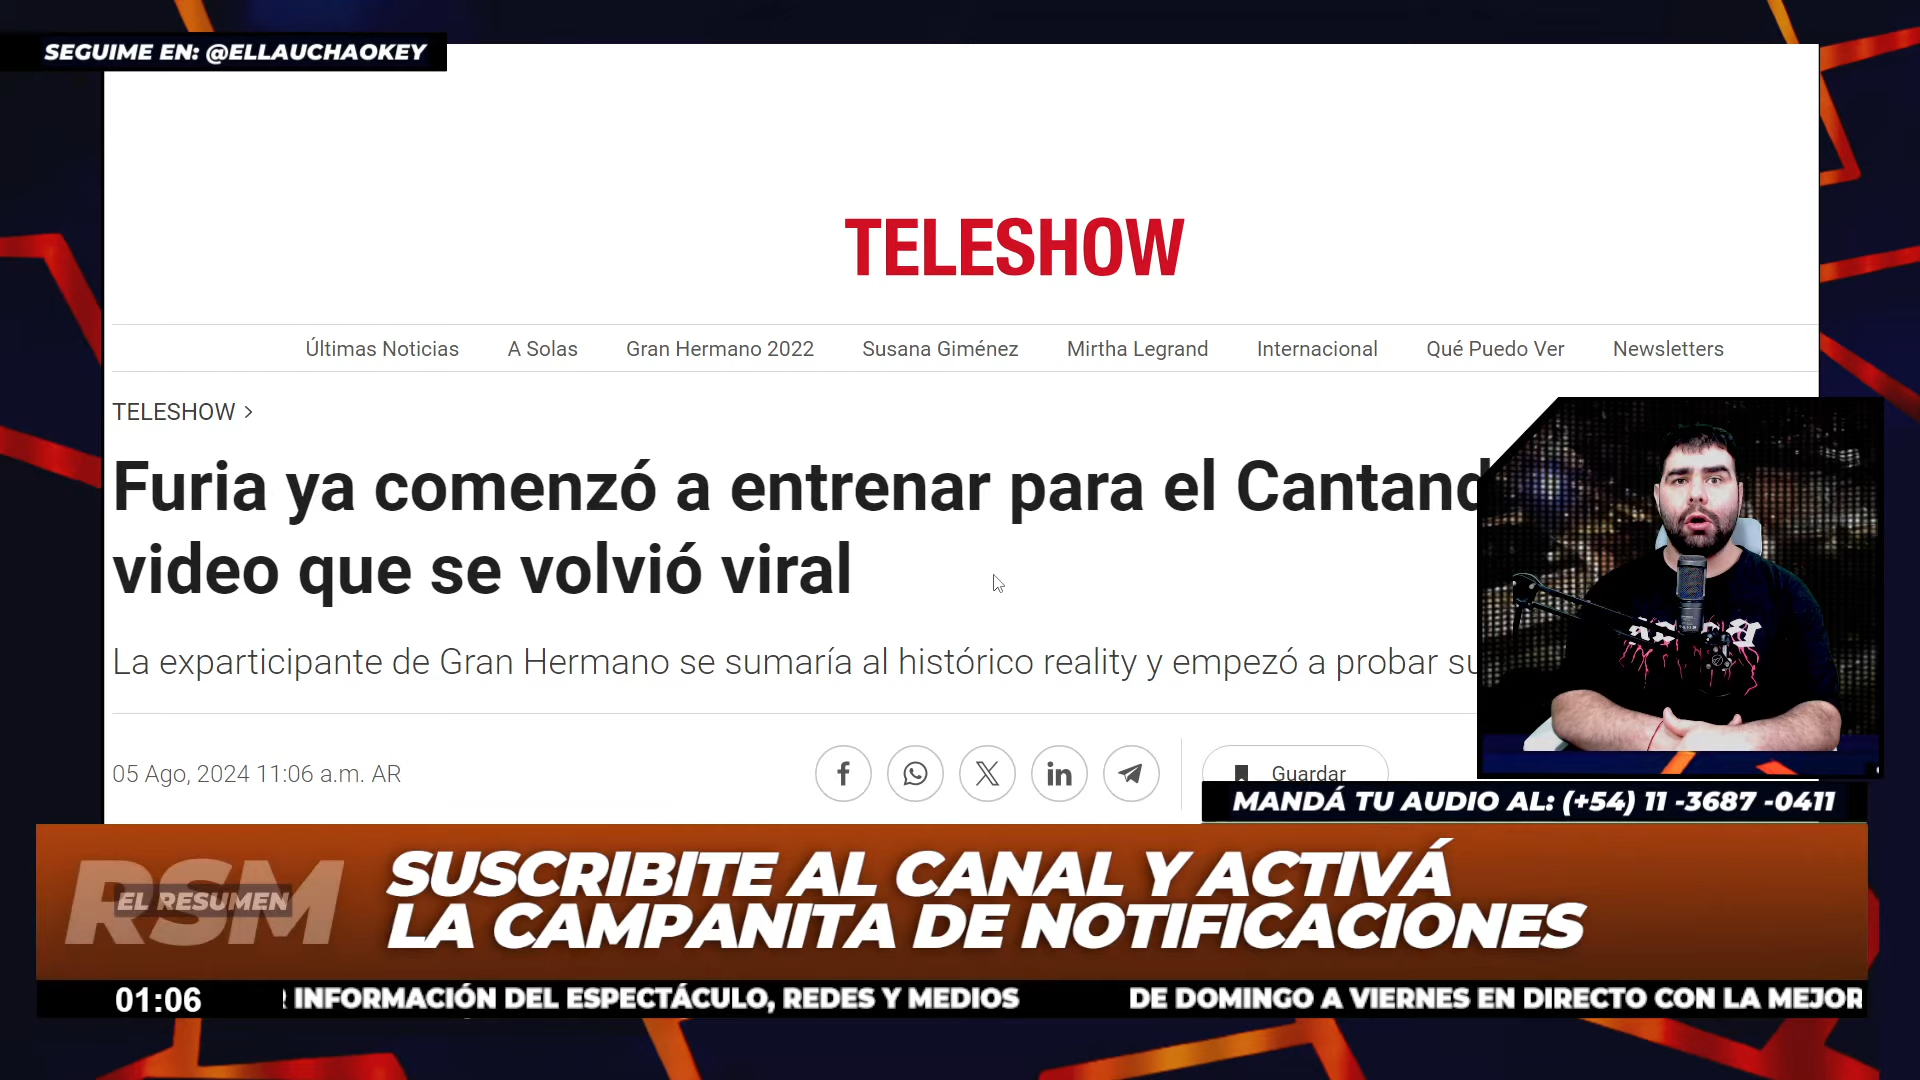 SEGUIME EN: @ELLAUCHAOKEY
TELESHOW
Últimas Noticias A Solas Gran Hermano 2022 Susana Giménez Mirtha Legrand Internacional Qué Puedo Ver Newsletters
TELESHOW >
Furia ya comenzó a entrenar para el Cantand
video que se volvió viral
La exparticipante de Gran Hermano se sumaría al histórico reality y empezó a probar su
05 Ago, 2024 11:06 a.m. AR
Guardar
MANDÁ TU AUDIO AL: (+54) 11 -3687 -0411
RSM
EL RESUMEN
SUSCRIBITE AL CANAL Y ACTIVÁ
LA CAMPANITA DE NOTIFICACIONES
01:06 R INFORMACIÓN DEL ESPECTÁCULO, REDES Y MEDIOS DE DOMINGO A VIERNES EN DIRECTO CON LA MEJOR